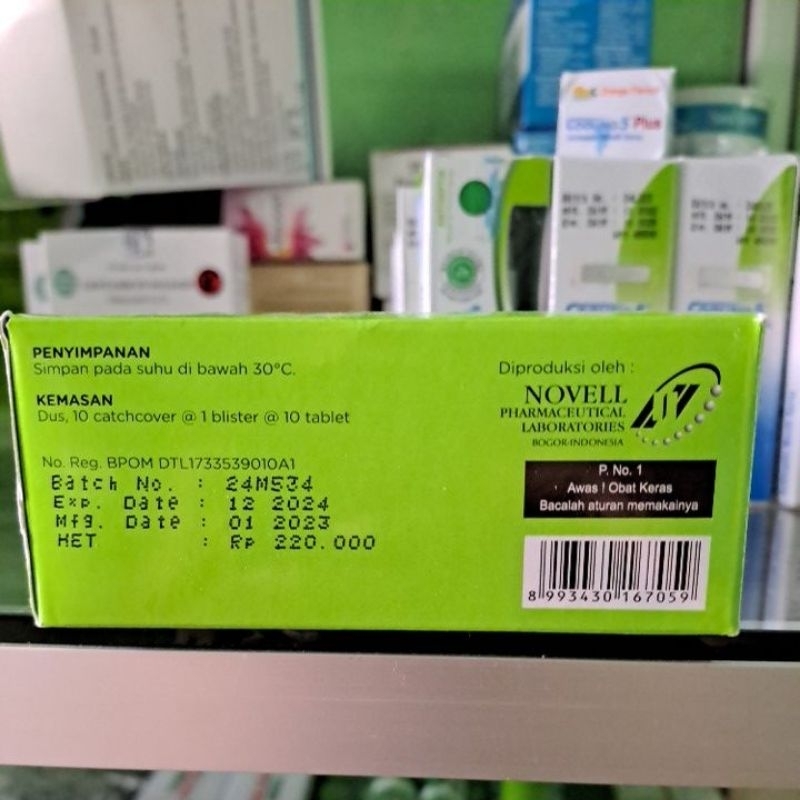 PENYIMPANAN
Simpan pada suhu di bawah 30°C.
KEMASAN
Dus, 10 catchcover @ 1 blister @ 10 tablet
No. Reg. BPOM DTL1733539010A1
Batch No. : 24M534
Exp. Date : 12 2024
Mfg. Date : 01 2023
HET : Rp 220.000
Diproduksi oleh :
NOVELL
PHARMACEUTICAL
LABORATORIES
BOGOR-INDONESIA
P. No. 1
Awas ! Obat Keras
Bacalah aturan memakainya
8 993430 167059
Plus